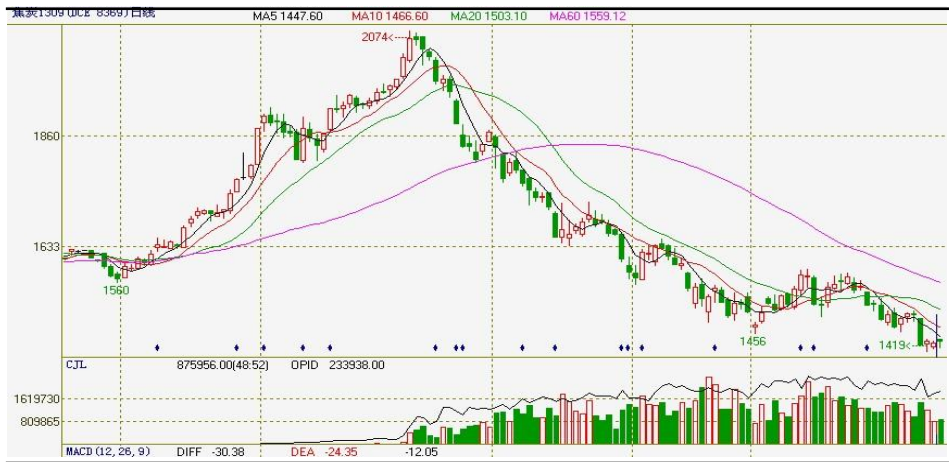 焦炭1309(DCE 8369)日线 MA5 1447.60 MA10 1466.60 MA20 1503.10 MA60 1559.12
2074<
1860
1633
1560
1456
1419<
CJL 875956.00(48:52) OPID 233938.00
1619730
809865
MACD(12,26,9) DIFF -30.38 DEA -24.35 -12.05